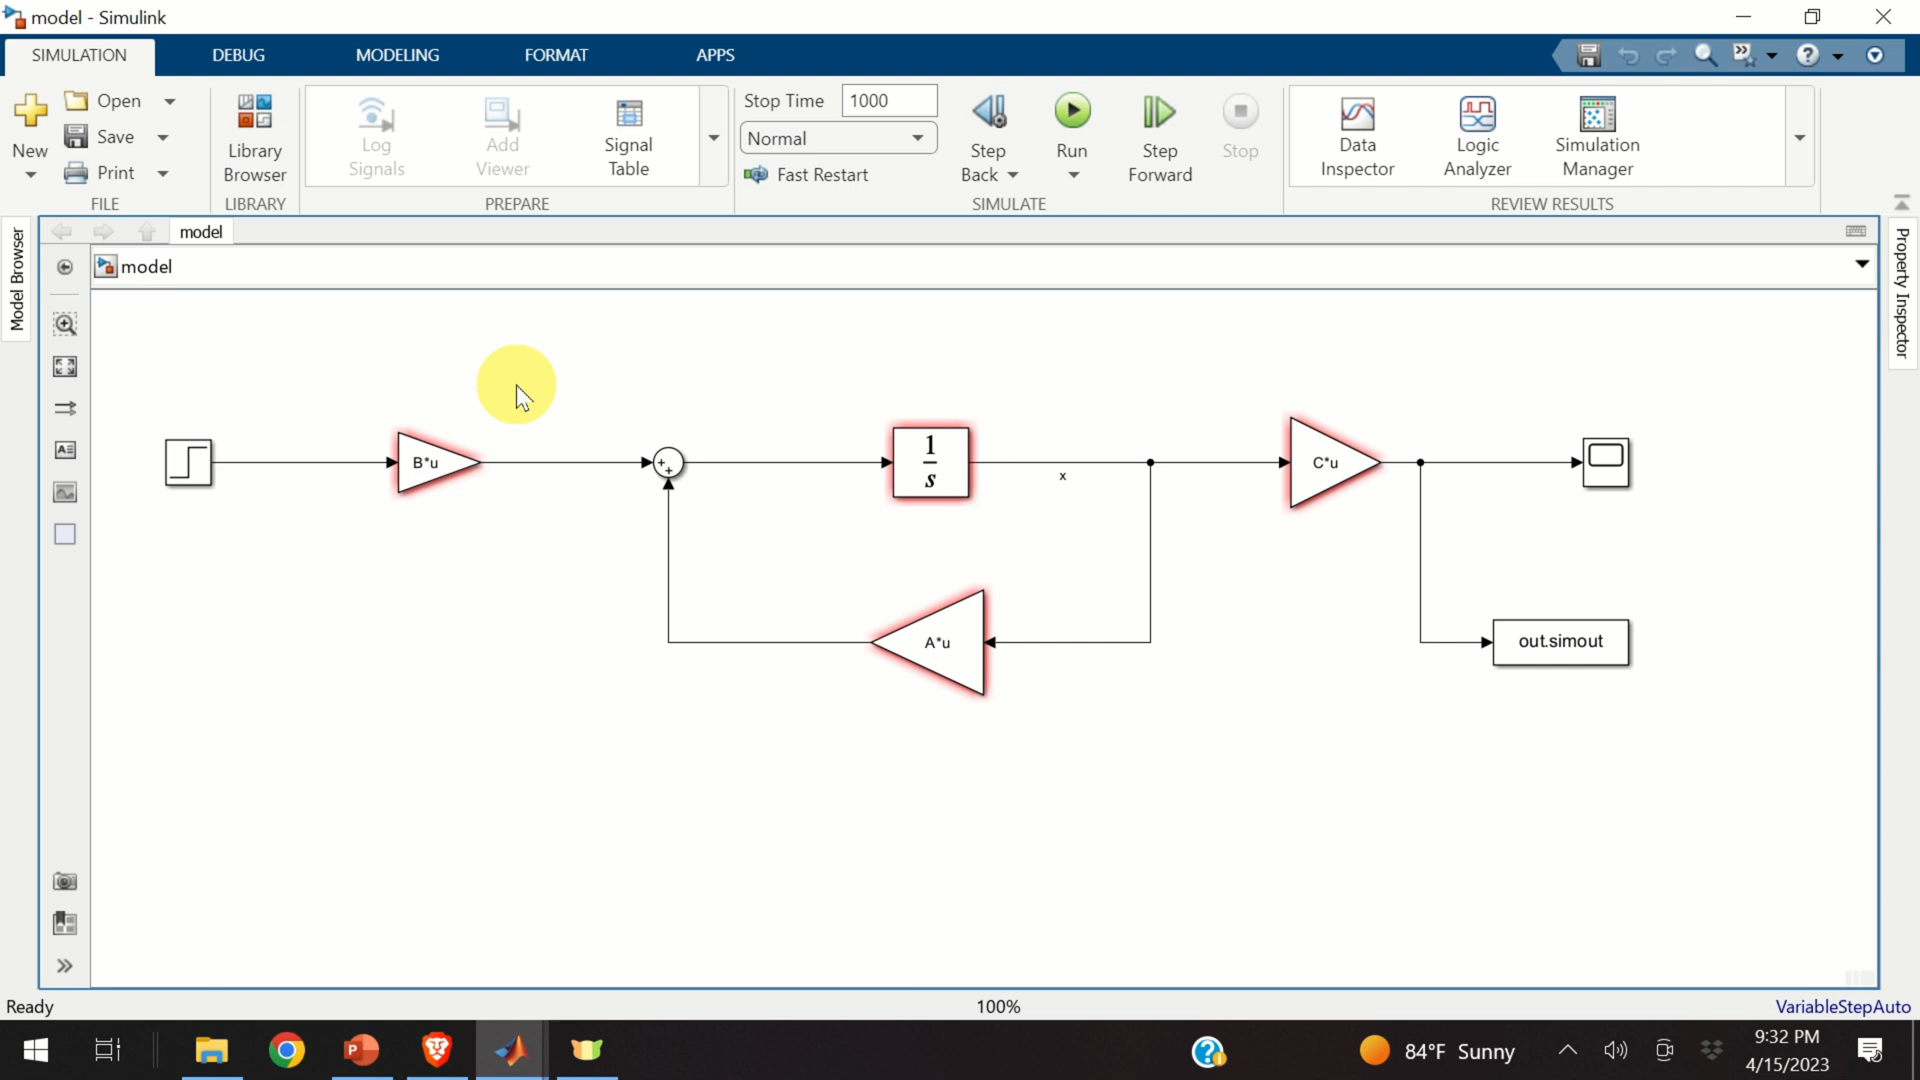 model - Simulink
SIMULATION DEBUG MODELING FORMAT APPS
New
Open
Save
Print
FILE
Library
Browser
LIBRARY
Log
Signals
Add
Viewer
Signal
Table
PREPARE
Stop Time 1000
Normal
Fast Restart
Step
Back
Run
Step
Forward
Stop
SIMULATE
Data
Inspector
Logic
Analyzer
Simulation
Manager
REVIEW RESULTS
Model Browser
Property Inspector
model
model
B*u
+
+
1
s
x
C*u
A*u
out.simout
Ready
100%
VariableStepAuto
84°F Sunny
9:32 PM
4/15/2023